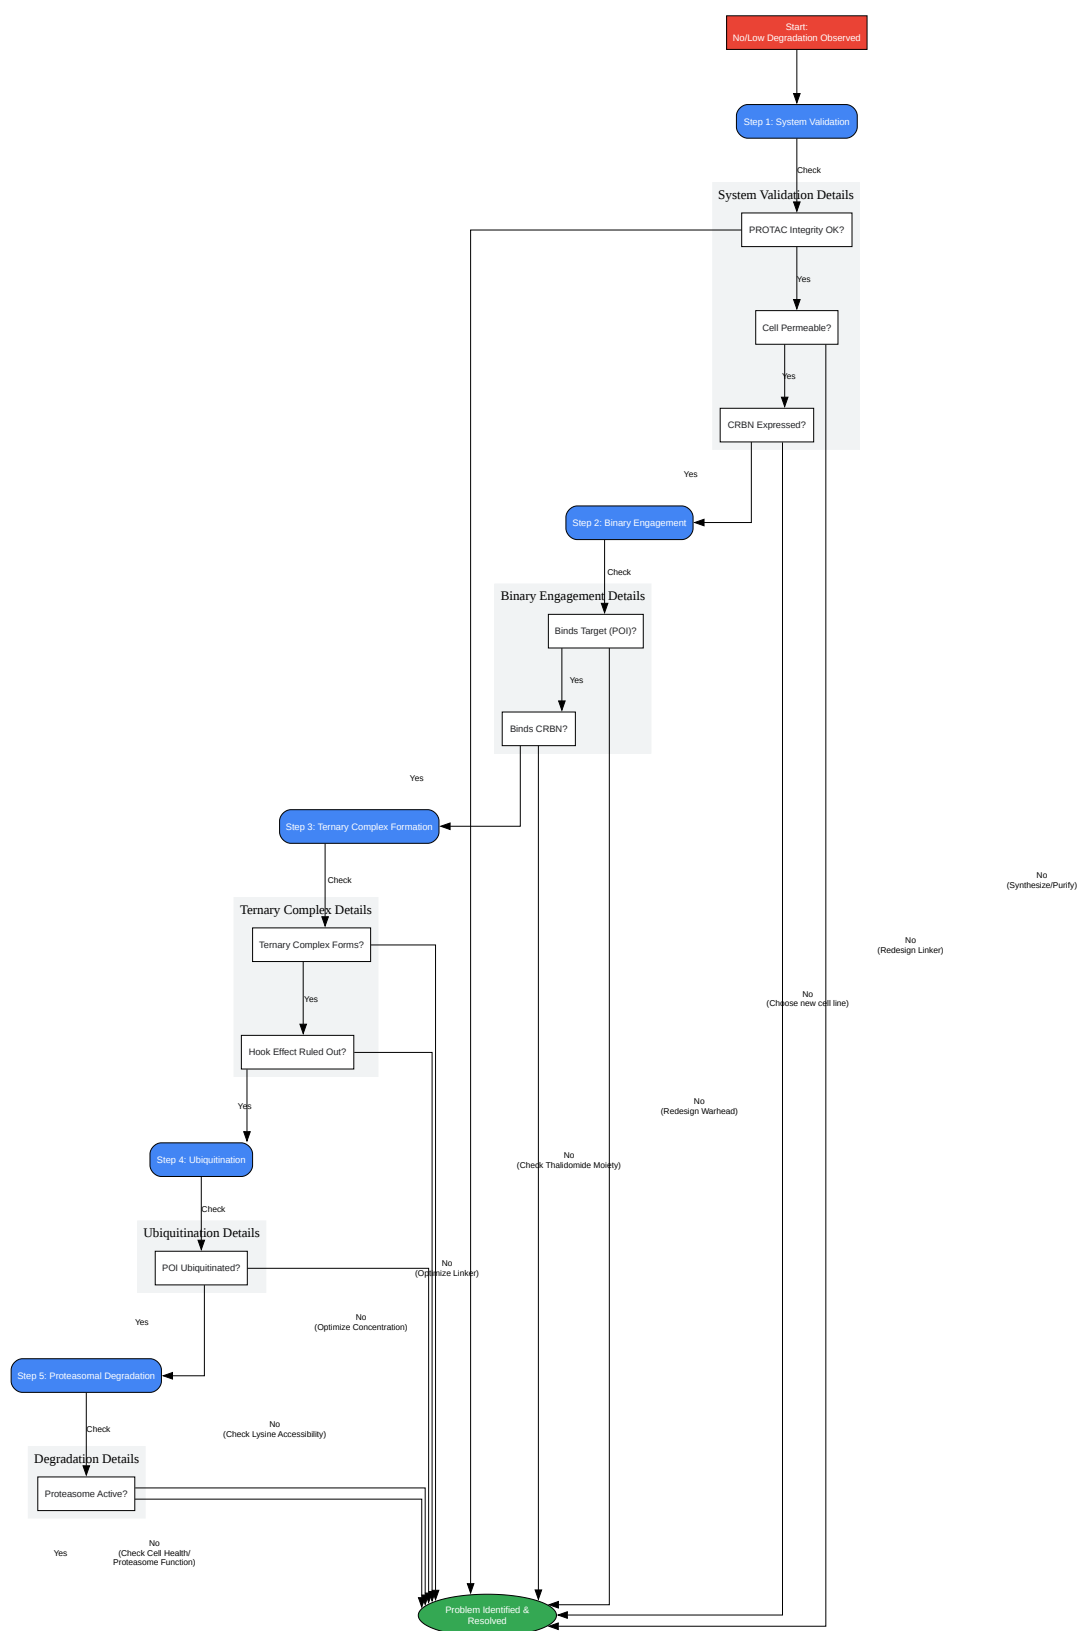 Start:
No/Low Degradation Observed
Step 1: System Validation
Check
System Validation Details
PROTAC Integrity OK?
Yes
Cell Permeable?
Yes
CRBN Expressed?
Yes
Step 2: Binary Engagement
Check
Binary Engagement Details
Binds Target (POI)?
Yes
Binds CRBN?
Yes
Step 3: Ternary Complex Formation
No
(Synthesize/Purify)
Check
Ternary Complex Details
Ternary Complex Forms?
No
(Redesign Linker)
Yes
No
(Choose new cell line)
Hook Effect Ruled Out?
Yes
No
(Redesign Warhead)
Step 4: Ubiquitination
No
(Check Thalidomide Moiety)
Check
Ubiquitination Details
POI Ubiquitinated?
No
(Optimize Linker)
Yes
No
(Optimize Concentration)
Step 5: Proteasomal Degradation
Check
No
(Check Lysine Accessibility)
Degradation Details
Proteasome Active?
Yes
No
(Check Cell Health/
Proteasome Function)
Problem Identified &
Resolved